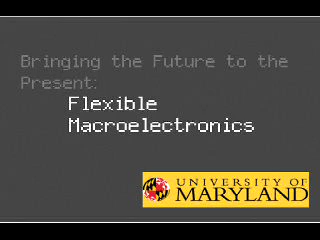 Bringing the Future to the
Present:
Flexible
Macroelectronics
UNIVERSITY OF
MARYLAND